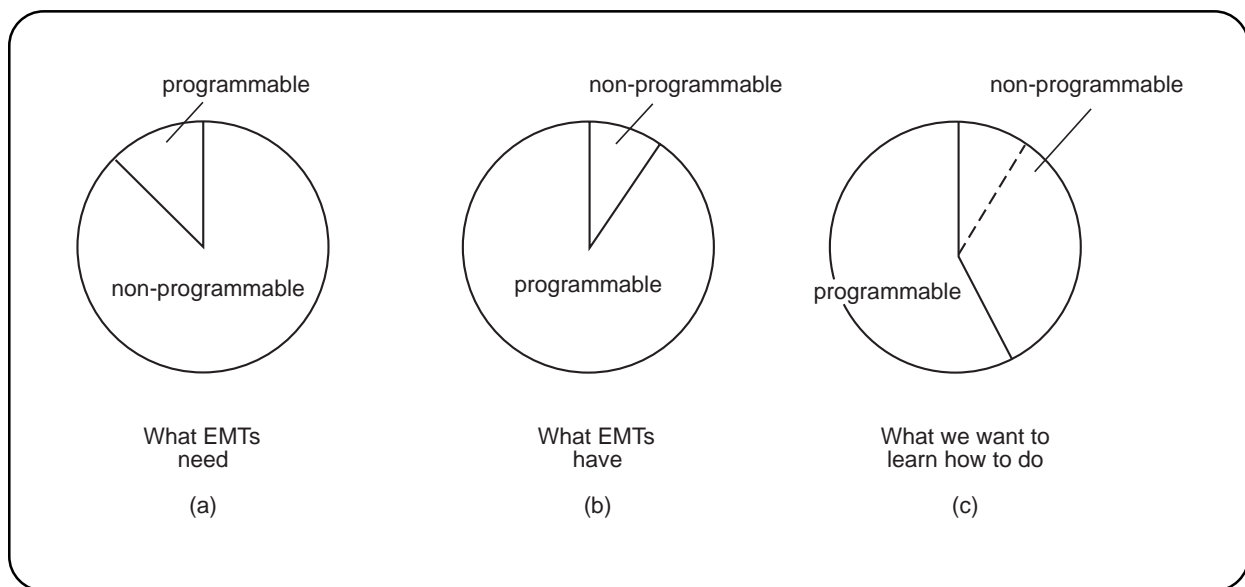 programmable
non-programmable
non-programmable
non-programmable
programmable
programmable
What EMTs
need
(a)
What EMTs
have
(b)
What we want to
learn how to do
(c)